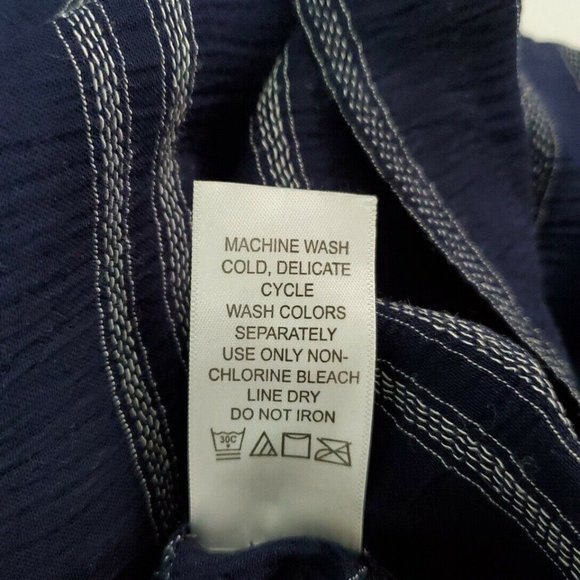 MACHINE WASH
COLD, DELICATE
CYCLE
WASH COLORS
SEPARATELY
USE ONLY NON-
CHLORINE BLEACH
LINE DRY
DO NOT IRON
30C